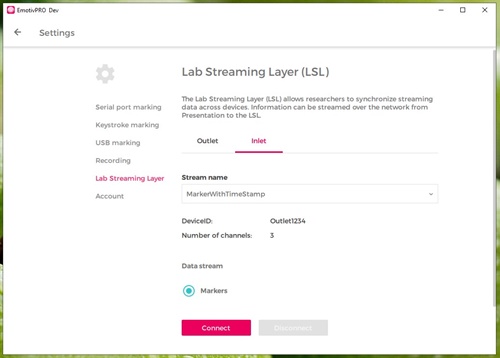 EmotivPRO Dev
Settings
Lab Streaming Layer (LSL)
The Lab Streaming Layer (LSL) allows researchers to synchronize streaming
data across devices. Information can be streamed over the network from
Presentation to the LSL.
Serial port marking
Keystroke marking
USB marking
Recording
Lab Streaming Layer
Account
Outlet Inlet
Stream name
MarkerWithTimeStamp
DeviceID: Outlet1234
Number of channels: 3
Data stream
Markers
Connect Disconnect